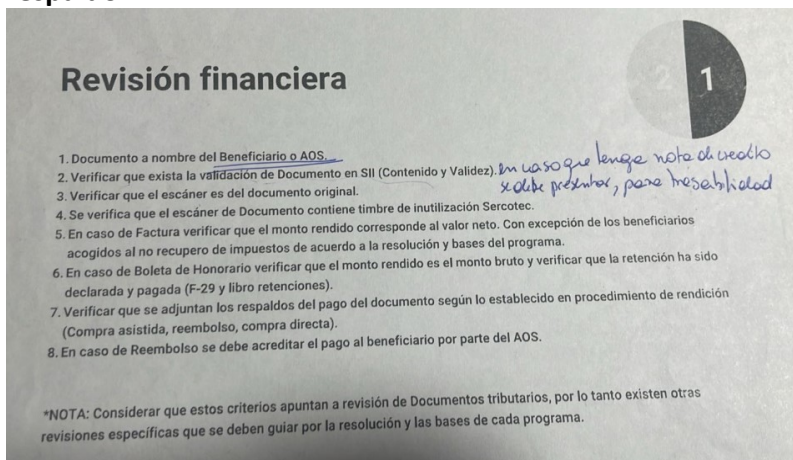 Revisión financiera
1
1. Documento a nombre del Beneficiario o AOS.
2. Verificar que exista la validación de Documento en SII (Contenido y Validez). en caso que tenga nota de credito
se debe presentar, para trasabilidad
3. Verificar que el escáner es del documento original.
4. Se verifica que el escáner de Documento contiene timbre de inutilización Sercotec.
5. En caso de Factura verificar que el monto rendido corresponde al valor neto. Con excepción de los beneficiarios
acogidos al no recupero de impuestos de acuerdo a la resolución y bases del programa.
6. En caso de Boleta de Honorario verificar que el monto rendido es el monto bruto y verificar que la retención ha sido
declarada y pagada (F-29 y libro retenciones).
7. Verificar que se adjuntan los respaldos del pago del documento según lo establecido en procedimiento de rendición
(Compra asistida, reembolso, compra directa).
8. En caso de Reembolso se debe acreditar el pago al beneficiario por parte del AOS.
*NOTA: Considerar que estos criterios apuntan a revisión de Documentos tributarios, por lo tanto existen otras
revisiones específicas que se deben guiar por la resolución y las bases de cada programa.